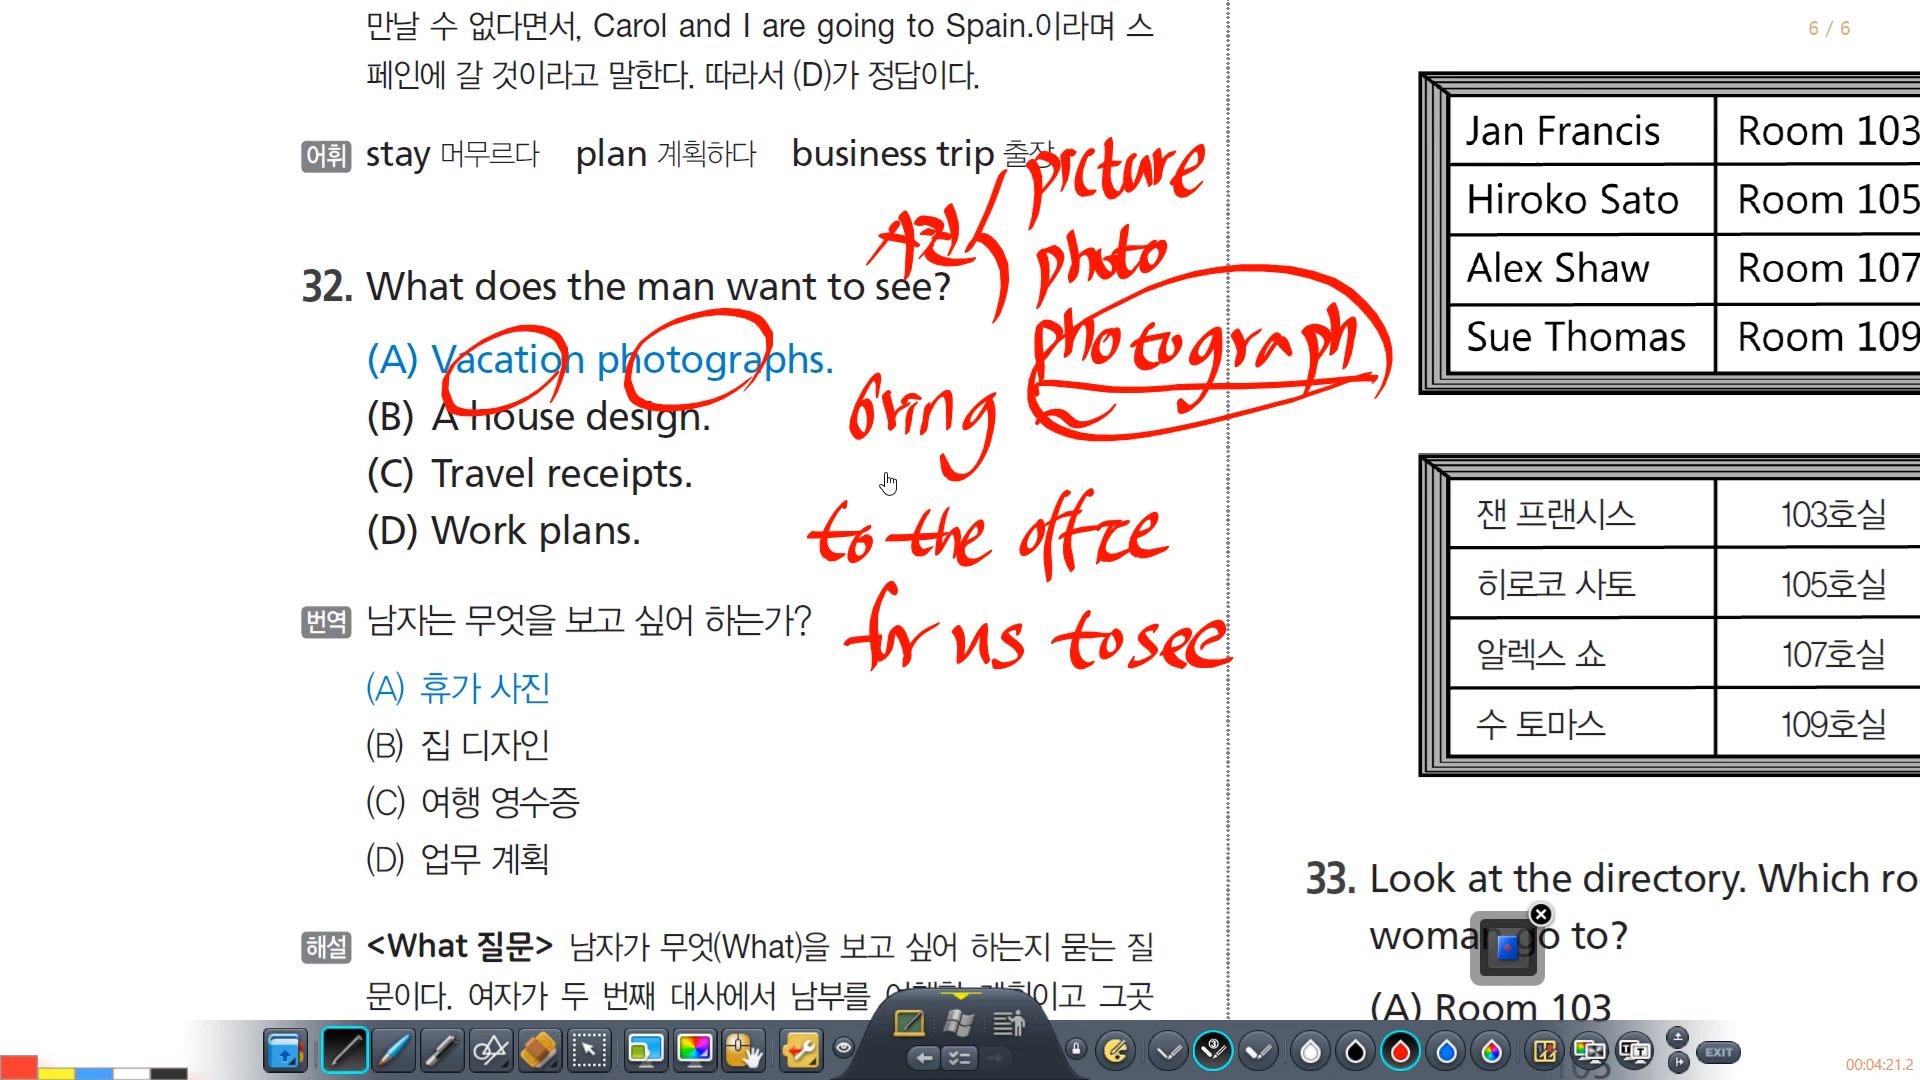 만날 수 없다면서, Carol and I are going to Spain.이라며 스
페인에 갈 것이라고 말한다. 따라서 (D)가 정답이다.
어휘 stay 머무르다 plan 계획하다 business trip 출장
사진 picture
photo
photograph
32. What does the man want to see?
(A) Vacation photographs.
(B) A house design.
(C) Travel receipts.
(D) Work plans.
bring
to the office
for us to see
번역 남자는 무엇을 보고 싶어 하는가?
(A) 휴가 사진
(B) 집 디자인
(C) 여행 영수증
(D) 업무 계획
해설 <What 질문> 남자가 무엇(What)을 보고 싶어 하는지 묻는 질
문이다. 여자가 두 번째 대사에서 남부를 그곳
6 / 6
Jan Francis Room 103
Hiroko Sato Room 105
Alex Shaw Room 107
Sue Thomas Room 109
잰 프랜시스 103호실
히로코 사토 105호실
알렉스 쇼 107호실
수 토마스 109호실
33. Look at the directory. Which ro
woman go to?
(A) Room 103
EXIT
00:04:21.2